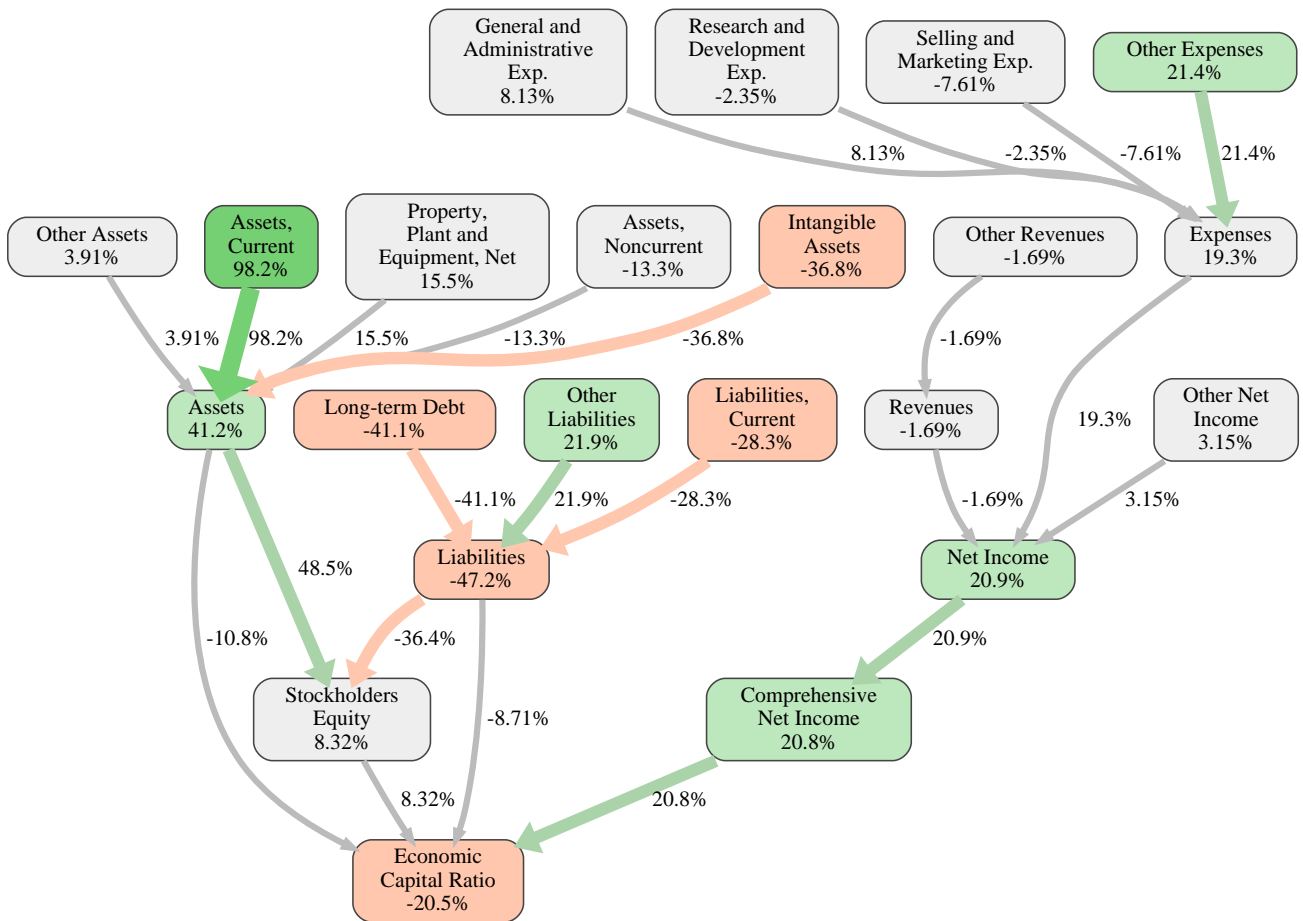 General and
Administrative
Exp.
8.13%
Research and
Development
Exp.
-2.35%
Selling and
Marketing Exp.
-7.61%
Other Expenses
21.4%
8.13%
-2.35%
-7.61%
21.4%
Other Assets
3.91%
Assets,
Current
98.2%
Property,
Plant and
Equipment, Net
15.5%
Assets,
Noncurrent
-13.3%
Intangible
Assets
-36.8%
Other Revenues
-1.69%
Expenses
19.3%
3.91%
98.2%
15.5%
-13.3%
-36.8%
-1.69%
Assets
41.2%
Long-term Debt
-41.1%
Other
Liabilities
21.9%
Liabilities,
Current
-28.3%
Revenues
-1.69%
19.3%
Other Net
Income
3.15%
-41.1%
21.9%
-28.3%
-1.69%
3.15%
48.5%
Liabilities
-47.2%
Net Income
20.9%
-10.8%
-36.4%
20.9%
Stockholders
Equity
8.32%
-8.71%
Comprehensive
Net Income
20.8%
8.32%
20.8%
Economic
Capital Ratio
-20.5%